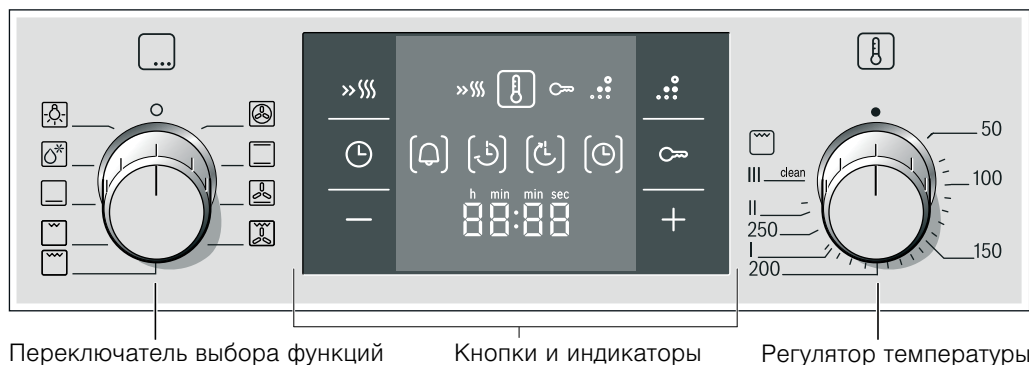 h min min sec
88:88
50
100
150
200
I
250
II
III clean
Переключатель выбора функций
Кнопки и индикаторы
Регулятор температуры